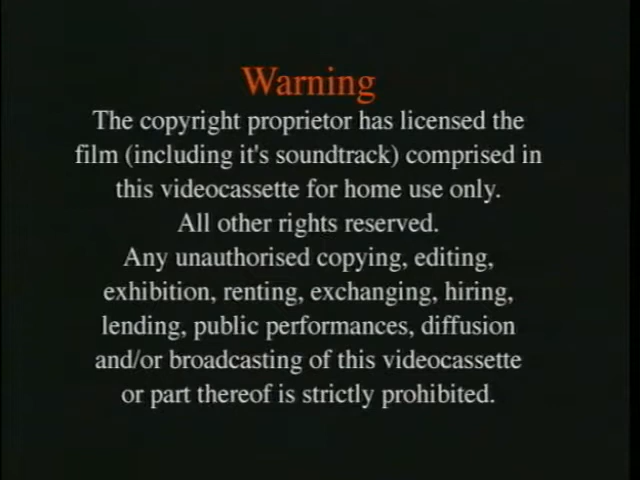 Warning
The copyright proprietor has licensed the
film (including it's soundtrack) comprised in
this videocassette for home use only.
All other rights reserved.
Any unauthorised copying, editing,
exhibition, renting, exchanging, hiring,
lending, public performances, diffusion
and/or broadcasting of this videocassette
or part thereof is strictly prohibited.